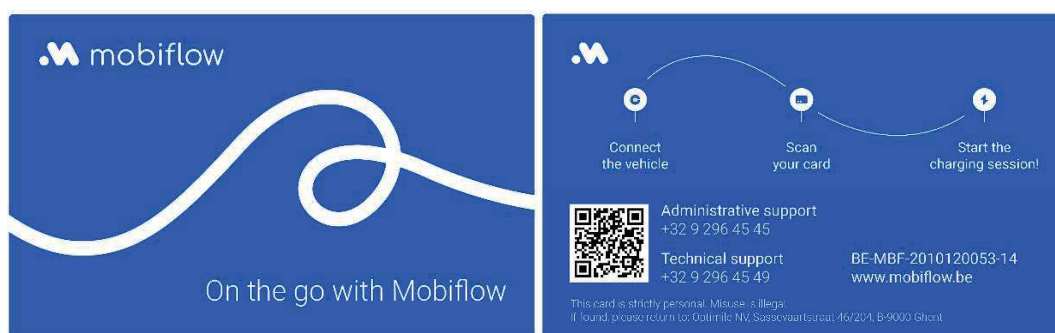 mobiflow
On the go with Mobiflow
Connect
the vehicle
Scan
your card
Start the
charging session!
Administrative support
+32 9 296 45 45
Technical support
+32 9 296 45 49
BE-MBF-2010120053-14
www.mobiflow.be
This card is strictly personal. Misuse is illegal.
If found, please return to: Optimile NV, Sassevaartstraat 46/204, B-9000 Ghent